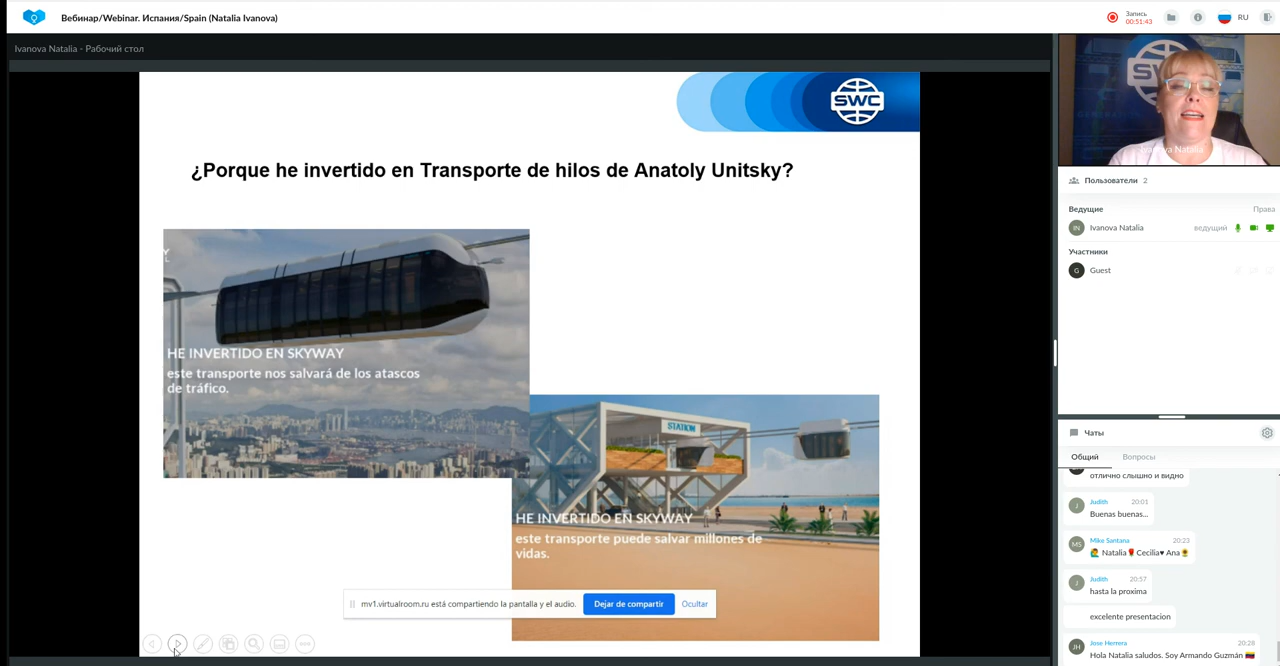 Вебинар/Webinar. Испания/Spain (Natalia Ivanova)
Запись
00:51:43
RU
Ivanova Natalia - Рабочий стол
SWC
¿Porque he invertido en Transporte de hilos de Anatoly Unitsky?
HE INVERTIDO EN SKYWAY
este transporte nos salvará de los atascos
de tráfico.
STATION
HE INVERTIDO EN SKYWAY
este transporte puede salvar millones de
vidas.
mv1.virtualroom.ru está compartiendo la pantalla y el audio.
Dejar de compartir
Ocultar
Ivanova Natalia
Пользователи 2
Ведущие
Права
IN
Ivanova Natalia
ведущий
Участники
G
Guest
Чаты
Общий
Вопросы
отлично слышно и видно
J
Judith
20:01
Buenas buenas...
MS
Mike Santana
20:23
🙋‍♂️ Natalia🌹Cecilia♥ Ana🌻
J
Judith
20:57
hasta la proxima
excelente presentacion
JH
Jose Herrera
20:28
Hola Natalia saludos. Soy Armando Guzmán 🇻🇪